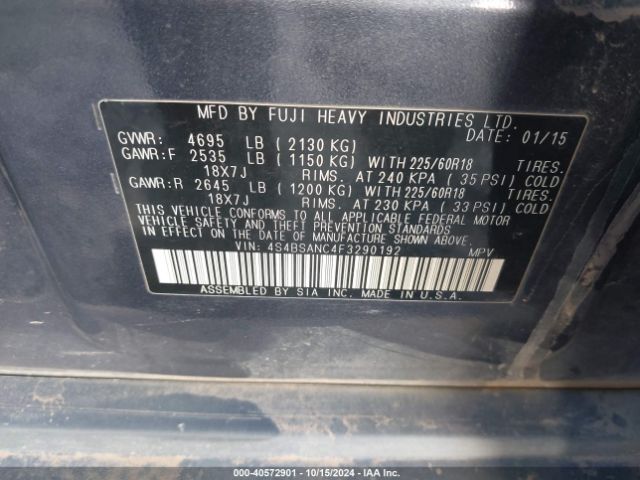 MFD BY FUJI HEAVY INDUSTRIES LTD.
DATE: 01/15
GVWR: 4695 LB (2130 KG)
GAWR:F 2535 LB (1150 KG) WITH 225/60R18 TIRES.
18X7J RIMS. AT 240 KPA (35 PSI) COLD
GAWR:R 2645 LB (1200 KG) WITH 225/60R18 TIRES.
18X7J RIMS. AT 230 KPA (33 PSI) COLD
THIS VEHICLE CONFORMS TO ALL APPLICABLE FEDERAL MOTOR
VEHICLE SAFETY AND THEFT PREVENTION STANDARDS
IN EFFECT ON THE DATE OF MANUFACTURE SHOWN ABOVE.
VIN: 4S4BSANC4F3290192 MPV
ASSEMBLED BY SIA INC. MADE IN U.S.A.
000-40572901 - 10/15/2024 - IAA Inc.